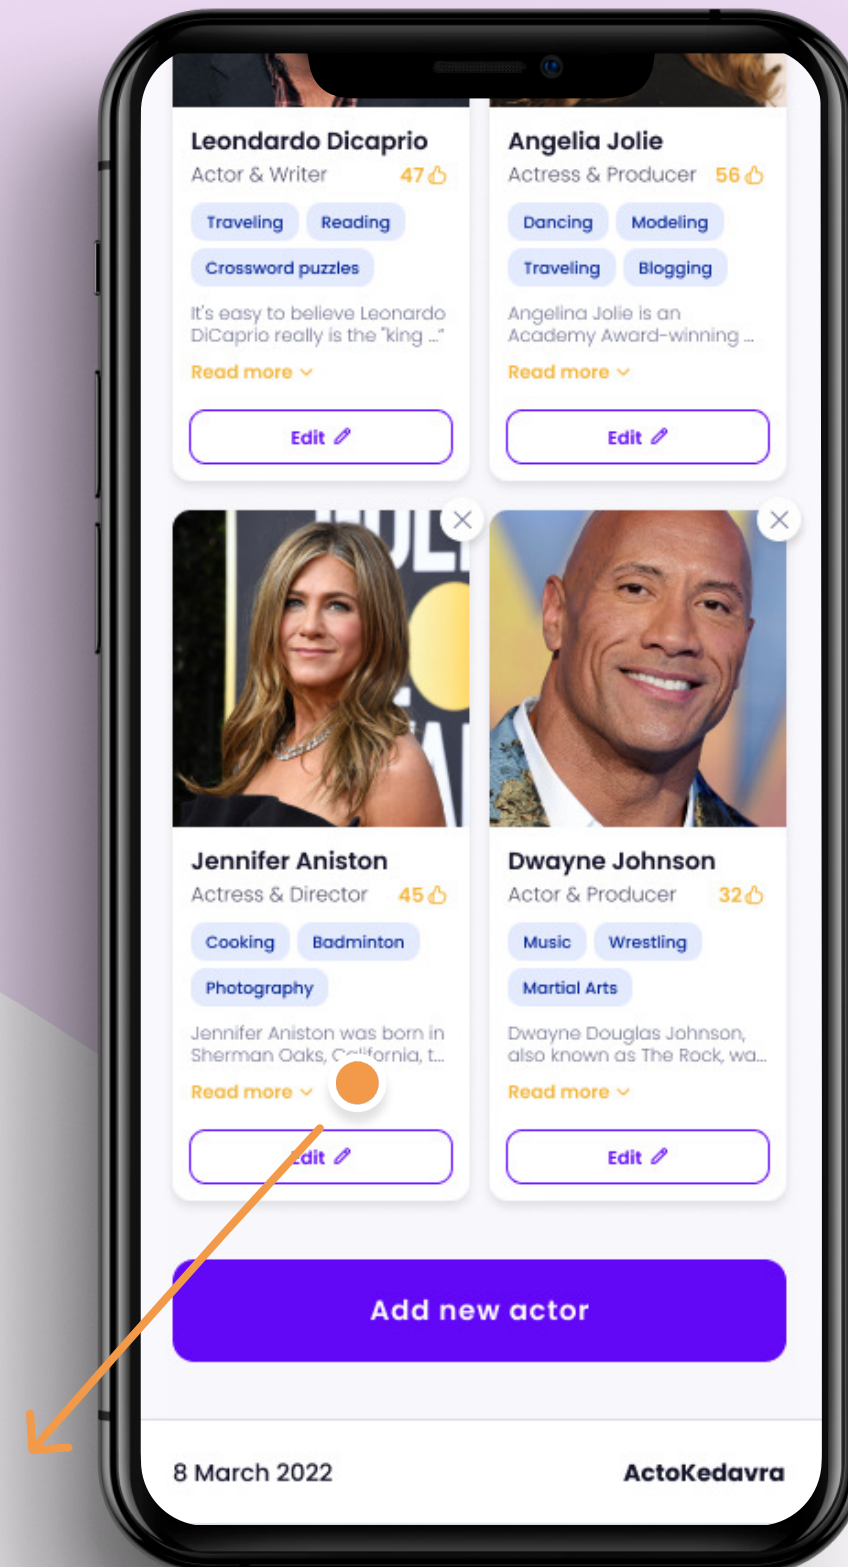 Leondardo Dicaprio
Actor & Writer 47
Traveling Reading
Crossword puzzles
It's easy to believe Leonardo
DiCaprio really is the "king ..."
Read more
Edit
Angelia Jolie
Actress & Producer 56
Dancing Modeling
Traveling Blogging
Angelina Jolie is an
Academy Award-winning ...
Read more
Edit
Jennifer Aniston
Actress & Director 45
Cooking Badminton
Photography
Jennifer Aniston was born in
Sherman Oaks, California, t...
Read more
Edit
Dwayne Johnson
Actor & Producer 32
Music Wrestling
Martial Arts
Dwayne Douglas Johnson,
also known as The Rock, wa...
Read more
Edit
Add new actor
8 March 2022 ActoKedavra